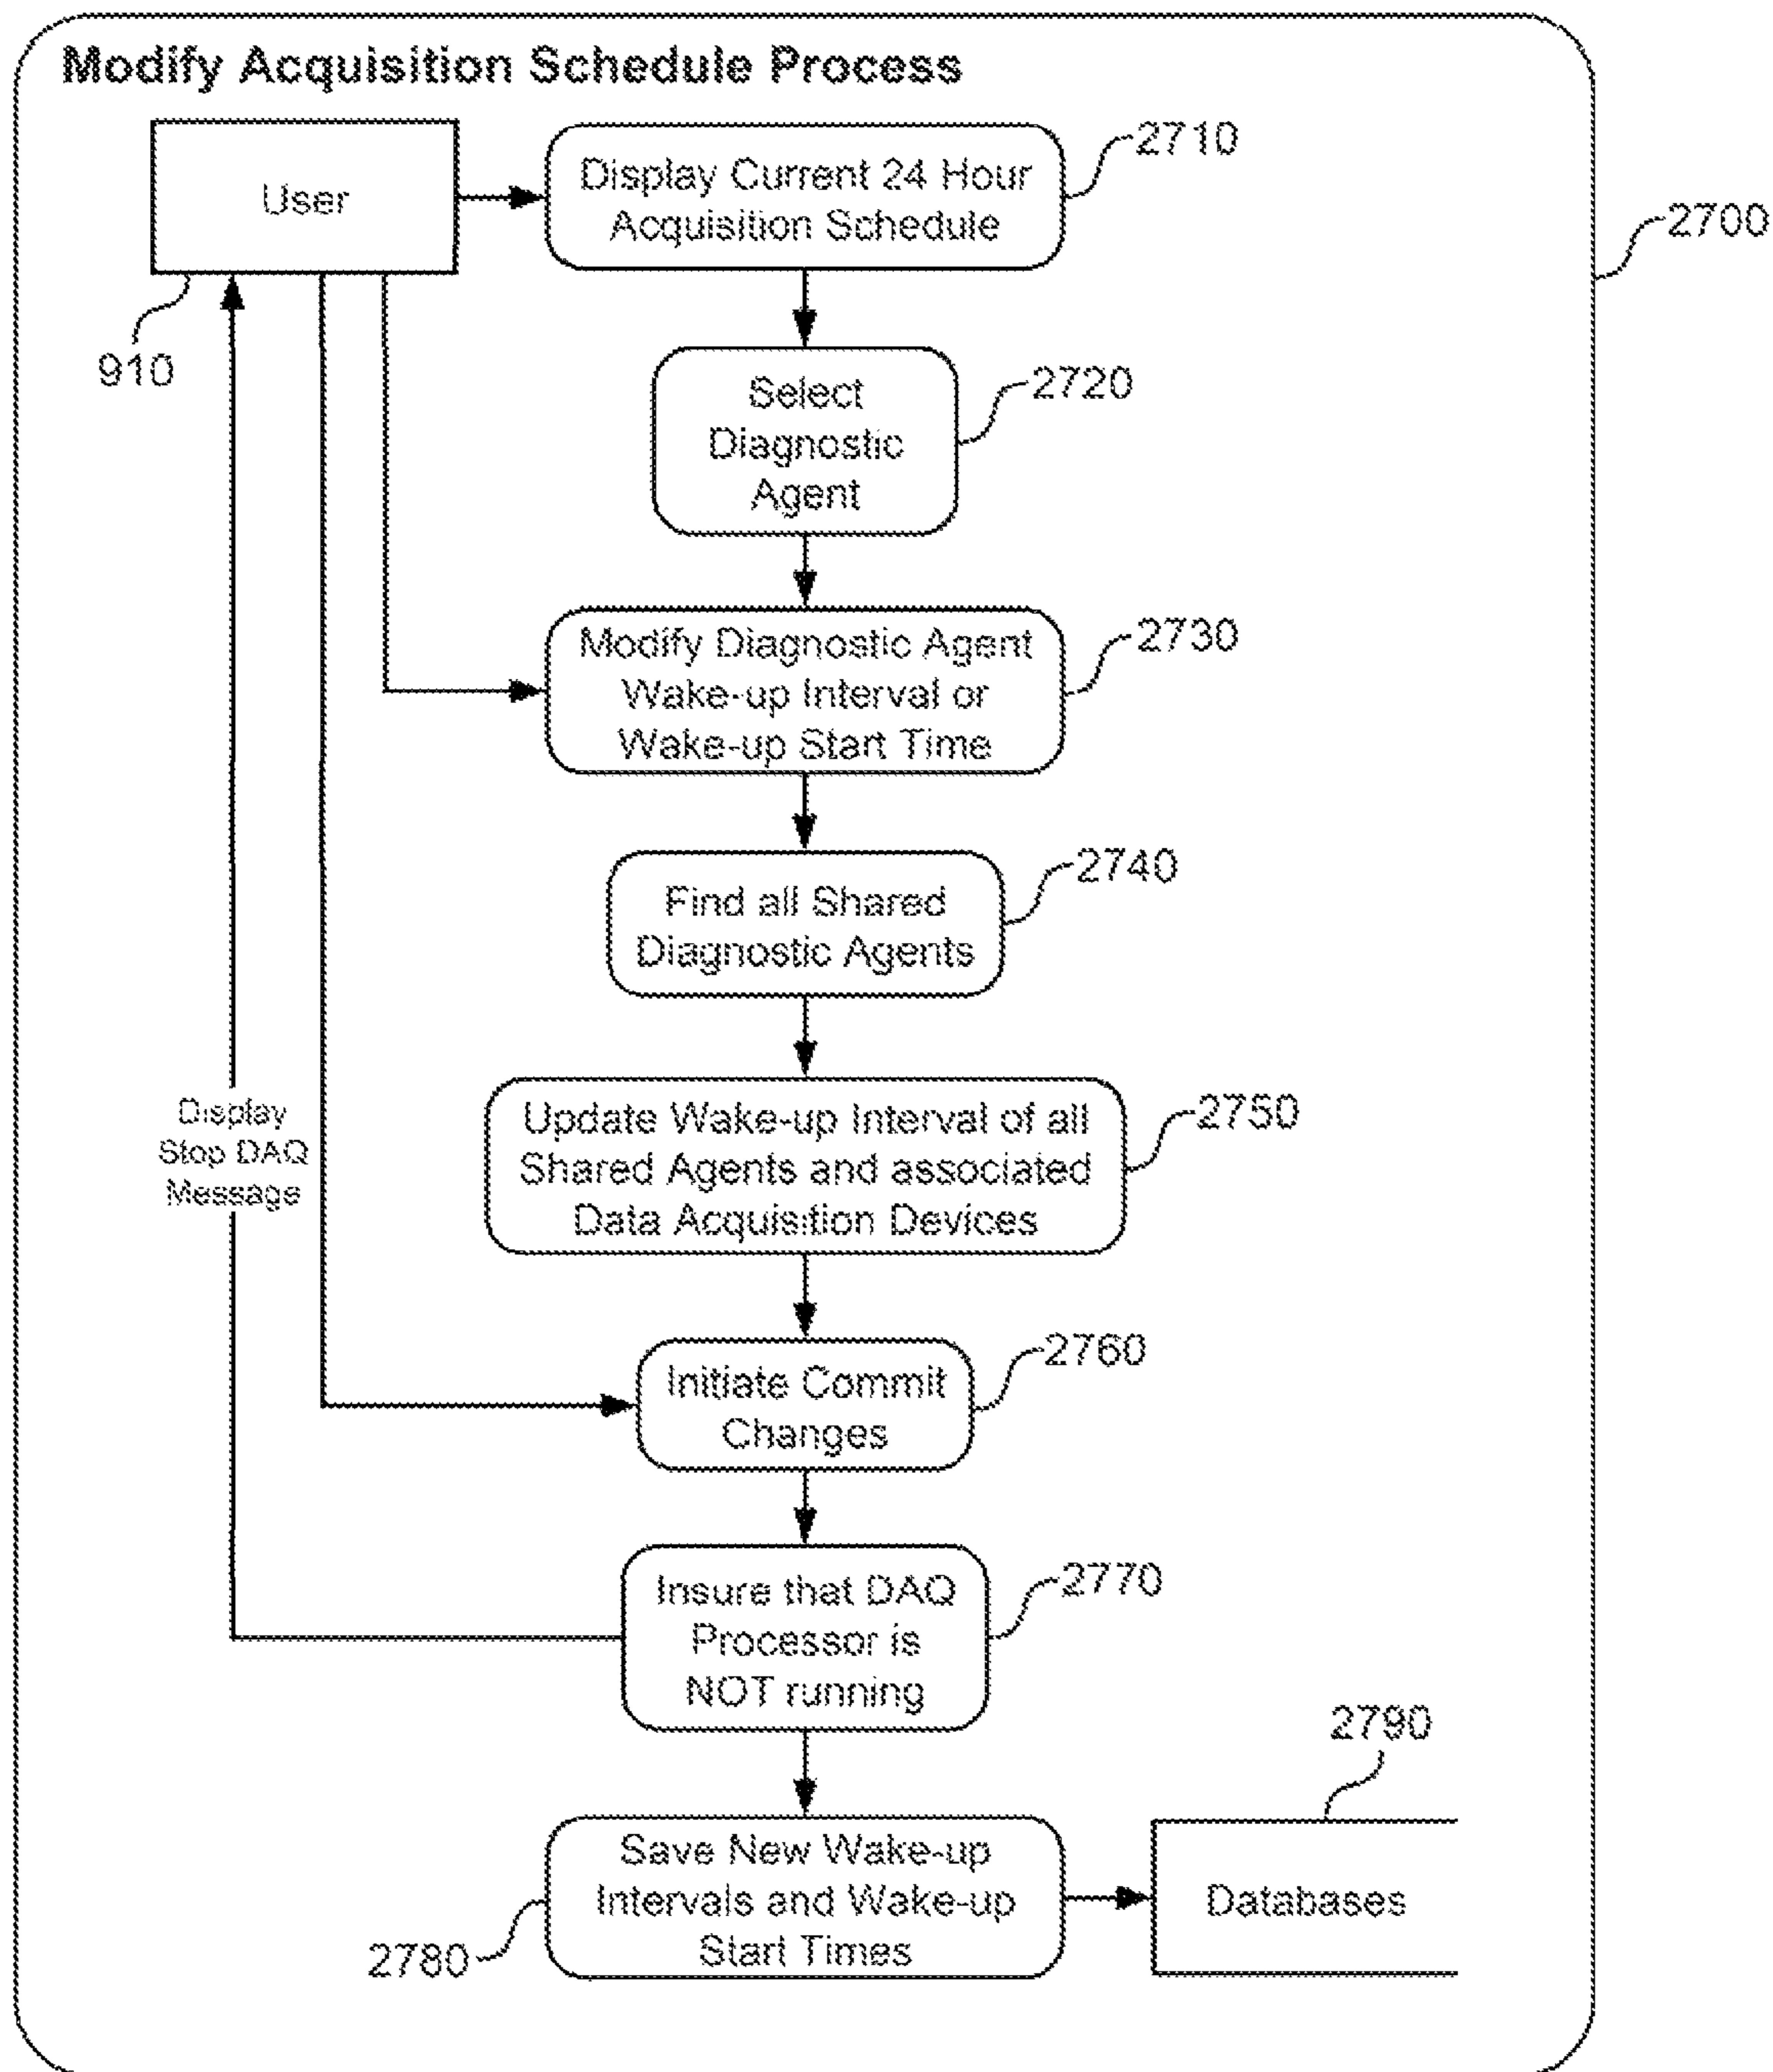 Modify Acquisition Schedule Process
User
Display Current 24 Hour
Acquisition Schedule
2710
2700
910
Select
Diagnostic
Agent
2720
Modify Diagnostic Agent
Wake-up Interval or
Wake-up Start Time
2730
Find all Shared
Diagnostic Agents
2740
Display
Stop DAQ
Message
Update Wake-up Interval of all
Shared Agents and associated
Data Acquisition Devices
2750
Initiate Commit
Changes
2760
Insure that DAQ
Processor is
NOT running
2770
Save New Wake-up
Intervals and Wake-up
Start Times
2780
2790
Databases